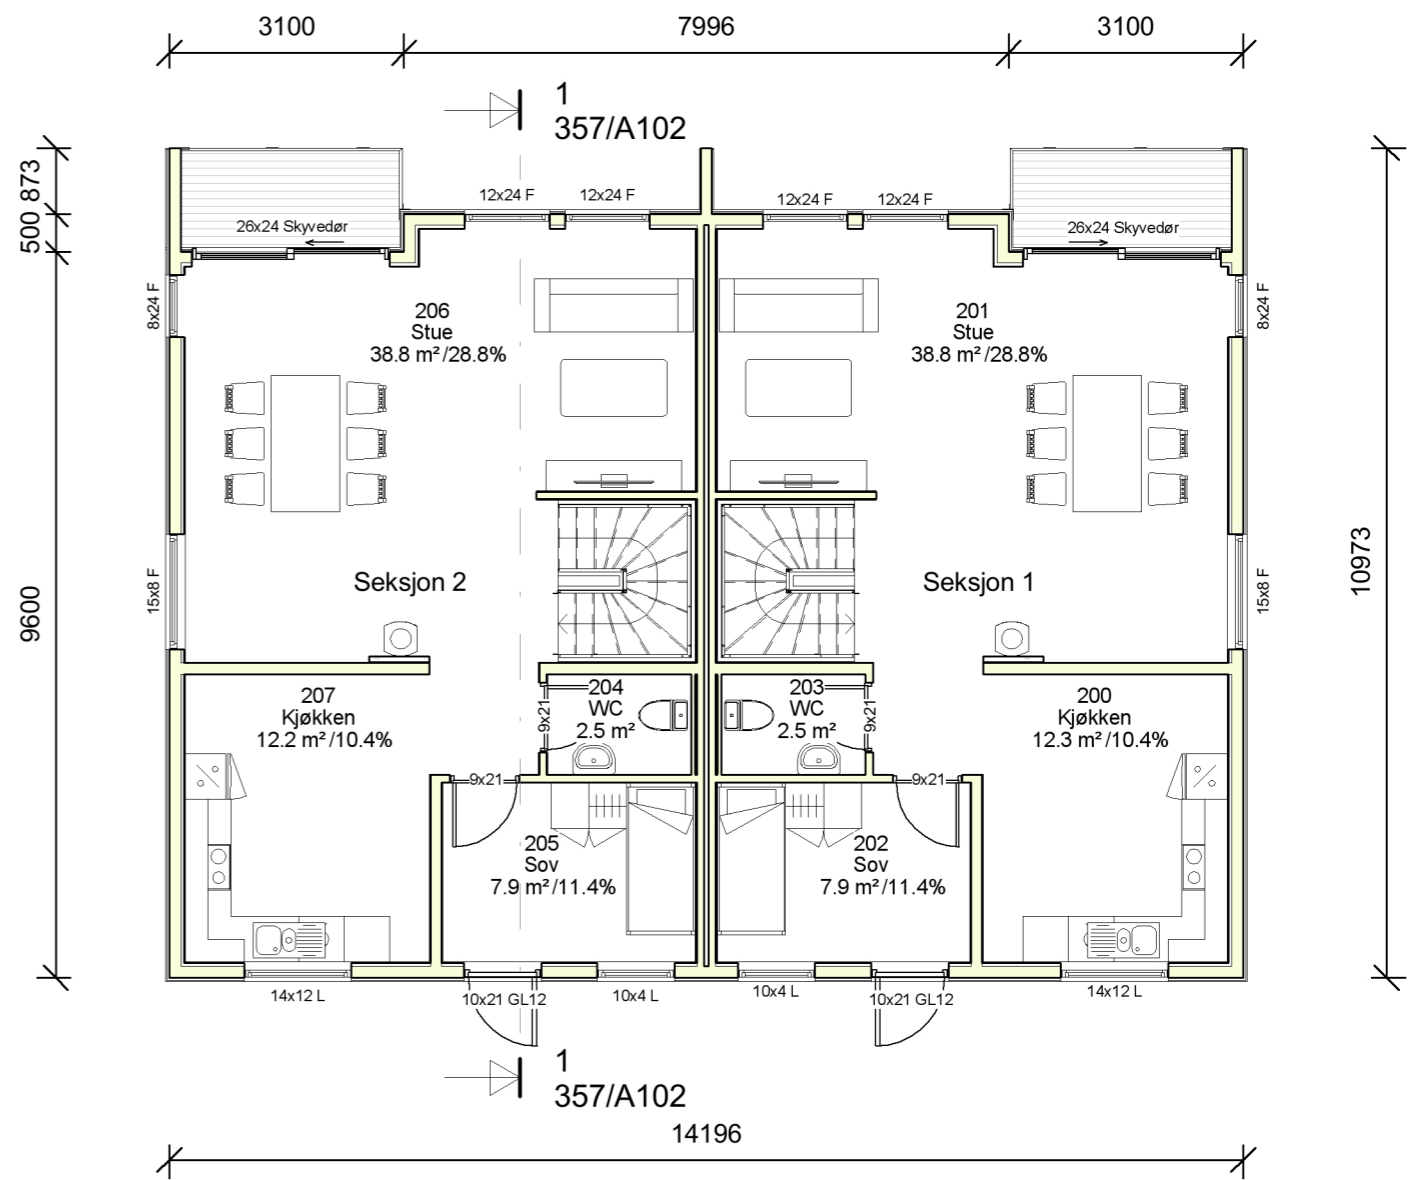 3100
7996
3100
1
357/A102
873
500
12x24 F
12x24 F
12x24 F
12x24 F
26x24 Skyvedør
26x24 Skyvedør
8x24 F
8x24 F
206
Stue
38.8 m²/28.8%
201
Stue
38.8 m²/28.8%
10973
9600
15x8 F
Seksjon 2
Seksjon 1
15x8 F
207
Kjøkken
12.2 m²/10.4%
9x21
204
WC
2.5 m²
203
WC
2.5 m²
9x21
200
Kjøkken
12.3 m²/10.4%
9x21
9x21
205
Sov
7.9 m²/11.4%
202
Sov
7.9 m²/11.4%
14x12 L
10x21 GL12
10x4 L
10x4 L
10x21 GL12
14x12 L
1
357/A102
14196